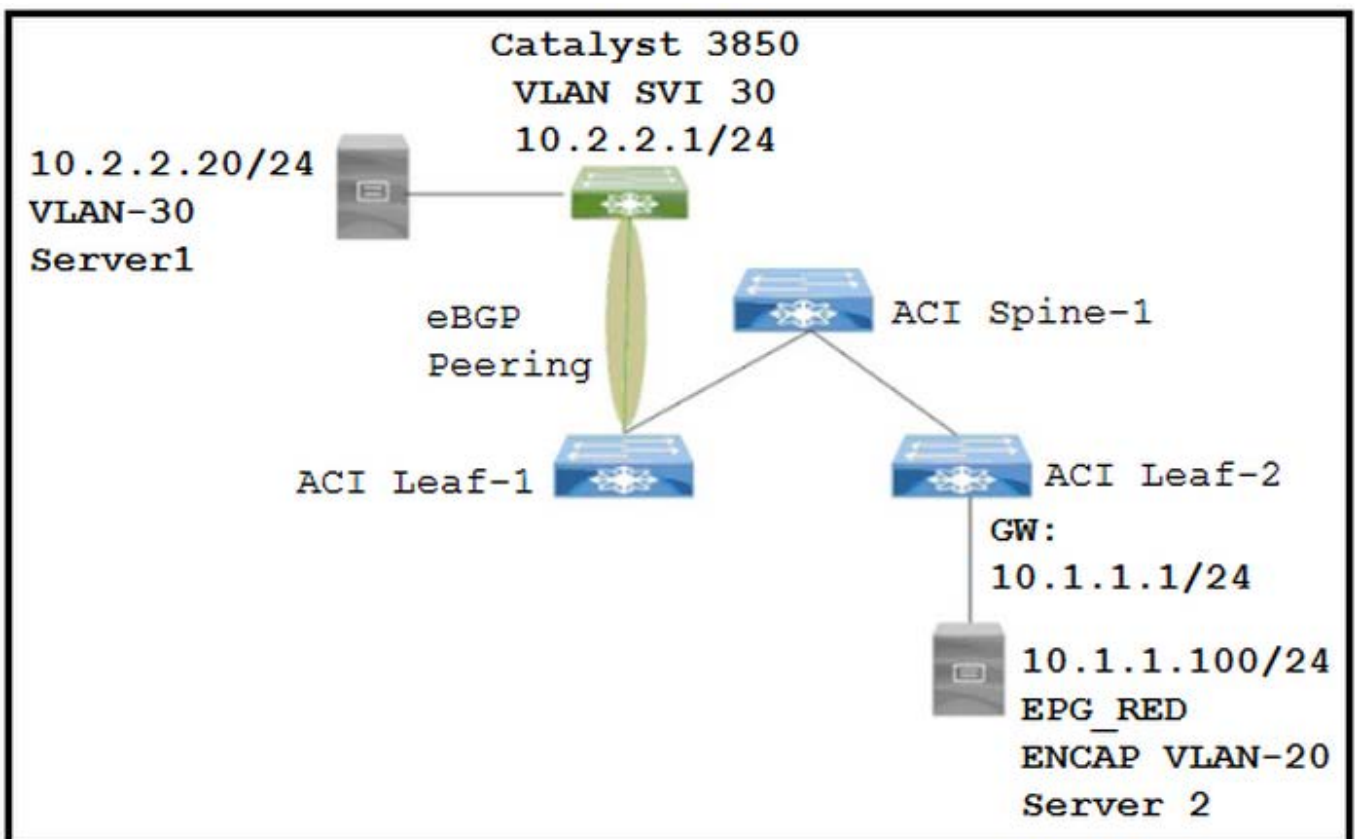 Catalyst 3850
VLAN SVI 30
10.2.2.1/24
10.2.2.20/24
VLAN-30
Server1
eBGP
Peering
ACI Spine-1
ACI Leaf-1
ACI Leaf-2
GW:
10.1.1.1/24
10.1.1.100/24
EPG_RED
ENCAP VLAN-20
Server 2